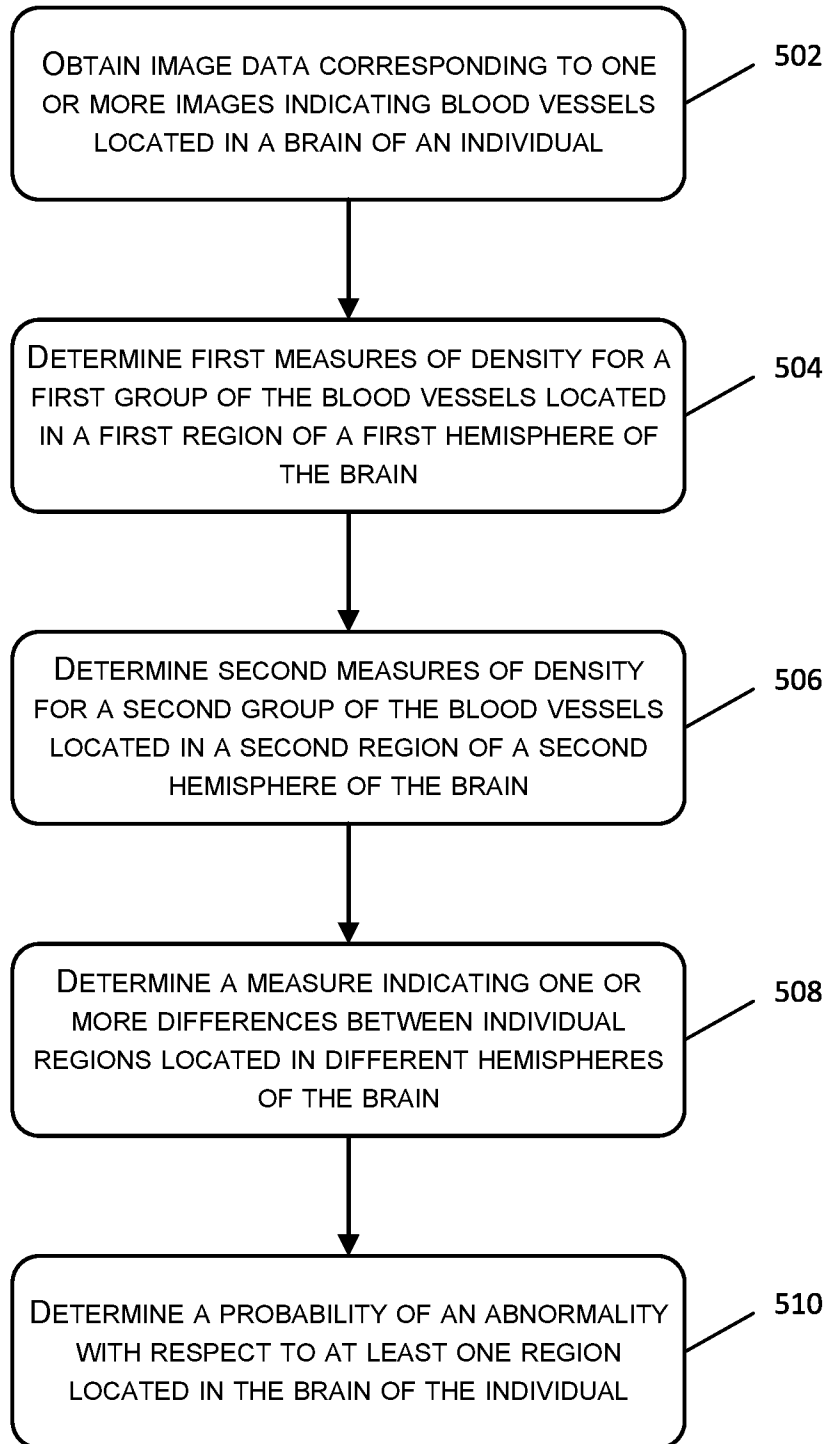 OBTAIN IMAGE DATA CORRESPONDING TO ONE
OR MORE IMAGES INDICATING BLOOD VESSELS
LOCATED IN A BRAIN OF AN INDIVIDUAL
502
DETERMINE FIRST MEASURES OF DENSITY FOR A
FIRST GROUP OF THE BLOOD VESSELS LOCATED
IN A FIRST REGION OF A FIRST HEMISPHERE OF
THE BRAIN
504
DETERMINE SECOND MEASURES OF DENSITY
FOR A SECOND GROUP OF THE BLOOD VESSELS
LOCATED IN A SECOND REGION OF A SECOND
HEMISPHERE OF THE BRAIN
506
DETERMINE A MEASURE INDICATING ONE OR
MORE DIFFERENCES BETWEEN INDIVIDUAL
REGIONS LOCATED IN DIFFERENT HEMISPHERES
OF THE BRAIN
508
DETERMINE A PROBABILITY OF AN ABNORMALITY
WITH RESPECT TO AT LEAST ONE REGION
LOCATED IN THE BRAIN OF THE INDIVIDUAL
510